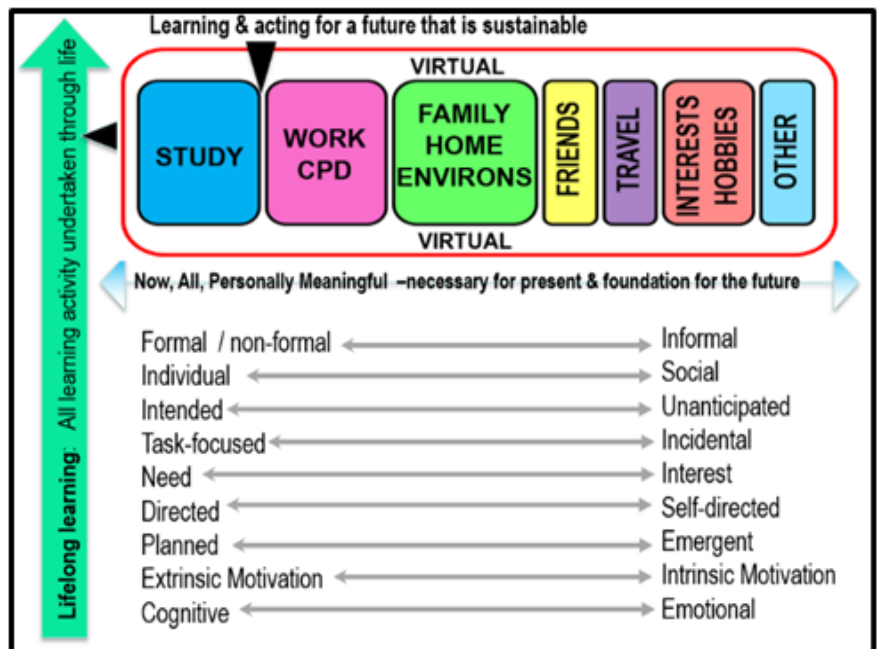 Learning & acting for a future that is sustainable
Lifelong learning: All learning activity undertaken through life
VIRTUAL
STUDY
WORK
CPD
FAMILY
HOME
ENVIRONS
FRIENDS
TRAVEL
INTERESTS
HOBBIES
OTHER
VIRTUAL
Now, All, Personally Meaningful –necessary for present & foundation for the future
Formal / non-formal Informal
Individual Social
Intended Unanticipated
Task-focused Incidental
Need Interest
Directed Self-directed
Planned Emergent
Extrinsic Motivation Intrinsic Motivation
Cognitive Emotional